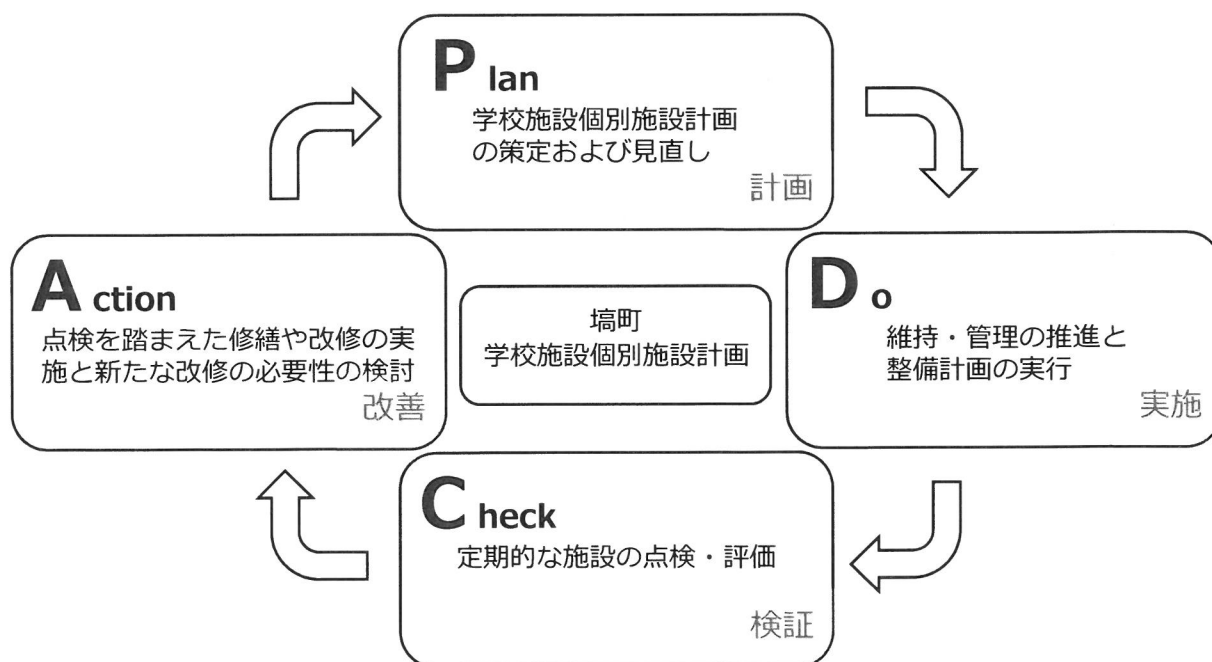 Plan
学校施設個別施設計画
の策定および見直し
計画
Action
点検を踏まえた修繕や改修の実
施と新たな改修の必要性の検討
改善
塙町
学校施設個別施設計画
Do
維持・管理の推進と
整備計画の実行
実施
Check
定期的な施設の点検・評価
検証